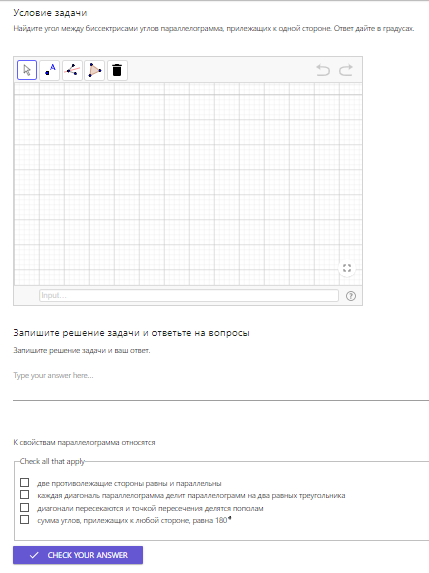 Условие задачи
Найдите угол между биссектрисами углов параллелограмма, прилежащих к одной стороне. Ответ дайте в градусах.
A
Input...
?
Запишите решение задачи и ответьте на вопросы
Запишите решение задачи и ваш ответ.
Type your answer here...
К свойствам параллелограмма относятся
Check all that apply
две противолежащие стороны равны и параллельны
каждая диагональ параллелограмма делит параллелограмм на два равных треугольника
диагонали пересекаются и точкой пересечения делятся пополам
сумма углов, прилежащих к любой стороне, равна 180°
CHECK YOUR ANSWER